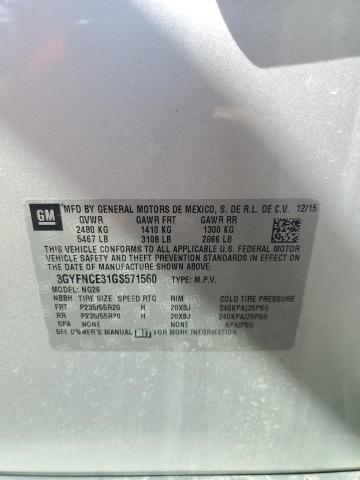 GM MFD BY GENERAL MOTORS DE MEXICO, S. DE R.L. DE C.V. 12/15
GVWR GAWR FRT GAWR RR
2480 KG 1410 KG 1300 KG
5467 LB 3108 LB 2866 LB
THIS VEHICLE CONFORMS TO ALL APPLICABLE U.S. FEDERAL MOTOR
VEHICLE SAFETY AND THEFT PREVENTION STANDARDS IN EFFECT ON
THE DATE OF MANUFACTURE SHOWN ABOVE.
3GYFNCE31GS571560 TYPE: M.P.V.
MODEL: NG26
NBBH TIRE SIZE SPEED RTG RIM COLD TIRE PRESSURE
FRT P235/55R20 H 20X8J 240KPA(35PSI)
RR P235/55R20 H 20X8J 240KPA(35PSI)
SPA NONE NONE KPA(PSI)
SEE OWNER'S MANUAL FOR MORE INFORMATION.